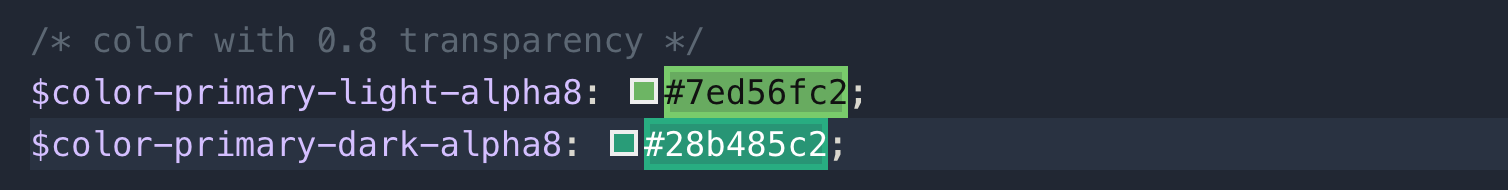 /* color with 0.8 transparency */
$color-primary-light-alpha8: #7ed56fc2;
$color-primary-dark-alpha8: #28b485c2;